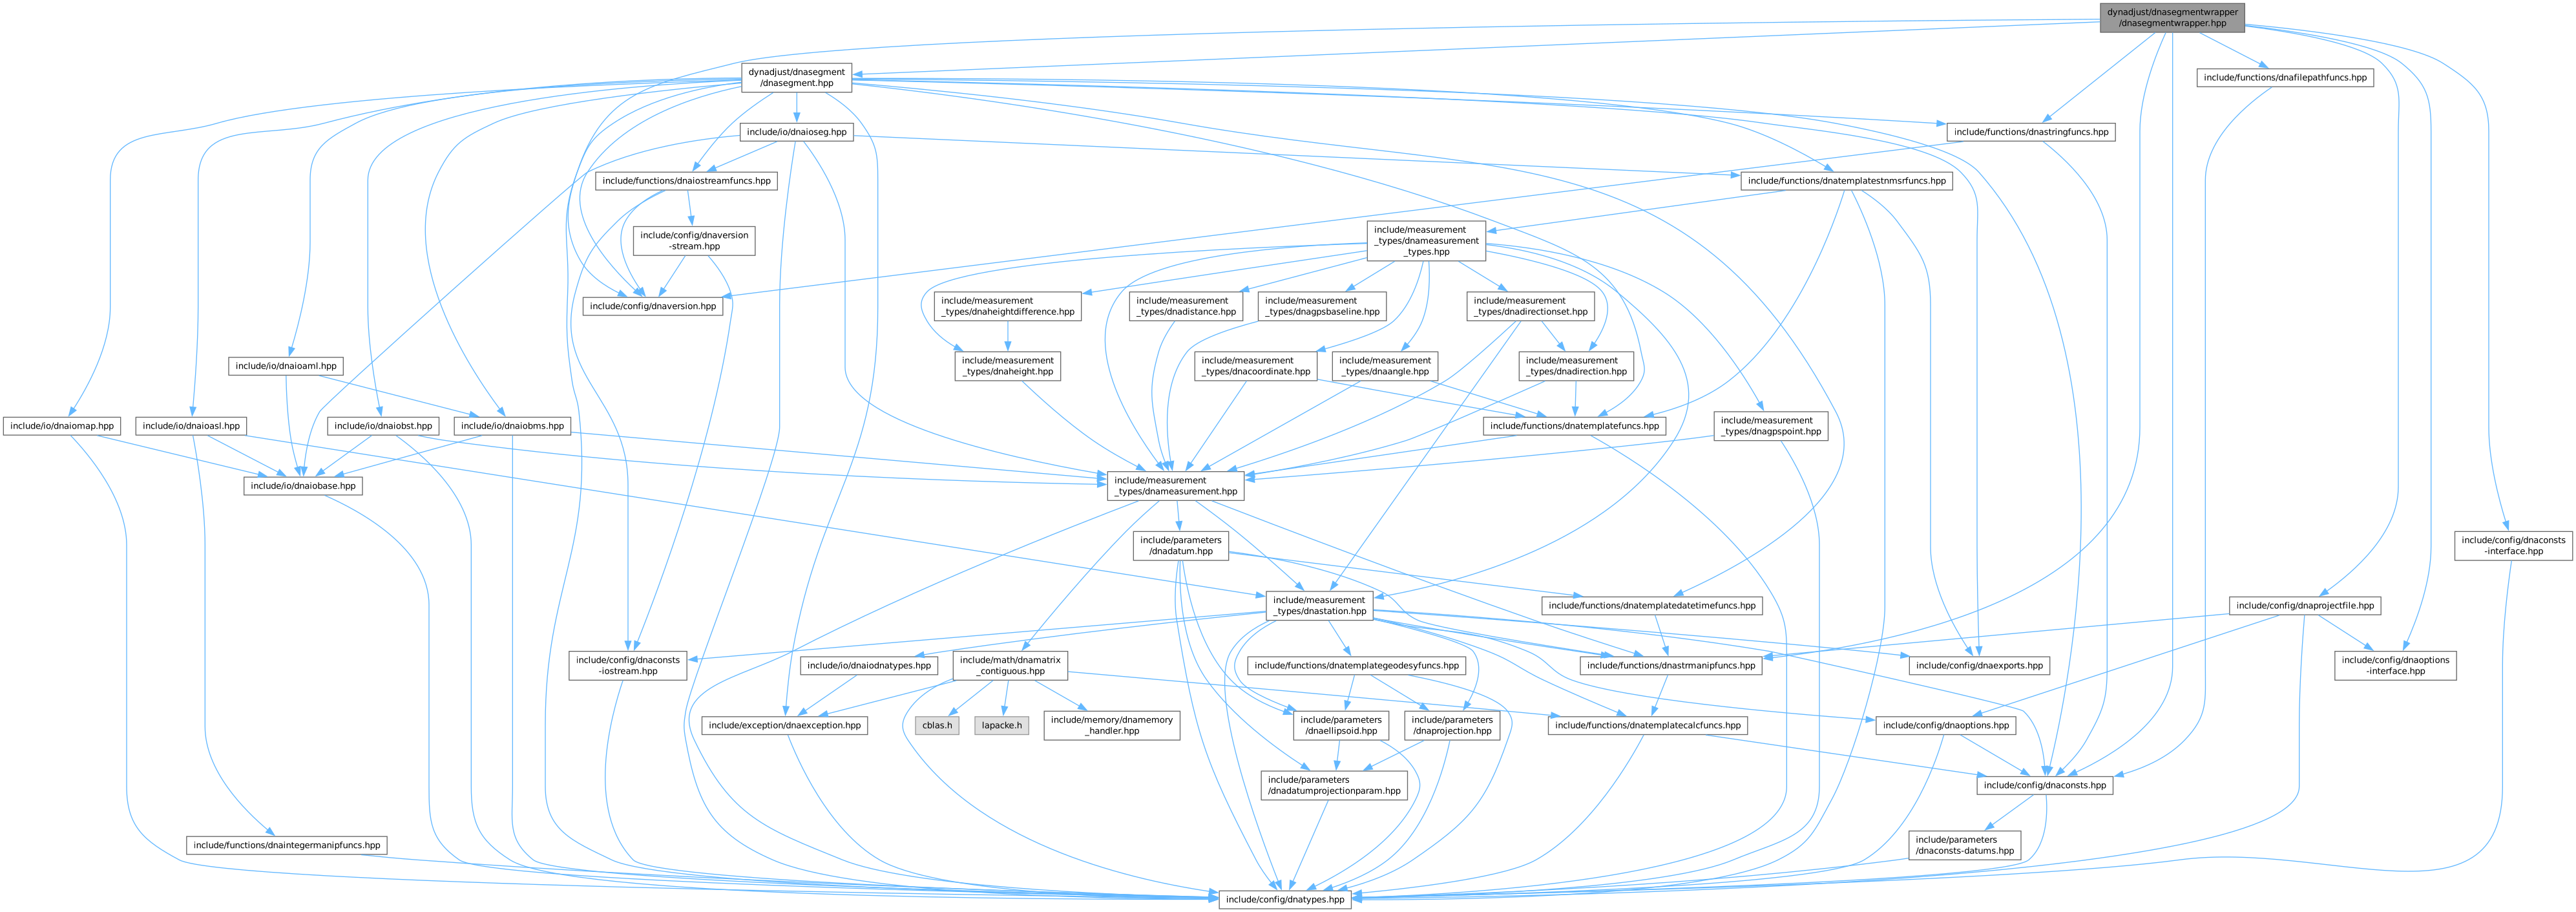 dynadjust/dnasegmentwrapper
/dnasegmentwrapper.hpp
dynadjust/dnasegment
/dnasegment.hpp
include/functions/dnafilepathfuncs.hpp
include/io/dnaioseg.hpp
include/functions/dnastringfuncs.hpp
include/functions/dnaiostreamfuncs.hpp
include/functions/dnatemplatestnmsrfuncs.hpp
include/config/dnaversion
-stream.hpp
include/measurement
_types/dnameasurement
_types.hpp
include/config/dnaversion.hpp
include/measurement
_types/dnaheightdifference.hpp
include/measurement
_types/dnadistance.hpp
include/measurement
_types/dnagpsbaseline.hpp
include/measurement
_types/dnadirectionset.hpp
include/io/dnaioaml.hpp
include/measurement
_types/dnaheight.hpp
include/measurement
_types/dnacoordinate.hpp
include/measurement
_types/dnaangle.hpp
include/measurement
_types/dnadirection.hpp
include/io/dnaiomap.hpp
include/io/dnaioasl.hpp
include/io/dnaiobst.hpp
include/io/dnaiobms.hpp
include/functions/dnatemplatefuncs.hpp
include/measurement
_types/dnagpspoint.hpp
include/io/dnaiobase.hpp
include/measurement
_types/dnameasurement.hpp
include/parameters
/dnadatum.hpp
include/config/dnaconsts
-interface.hpp
include/measurement
_types/dnastation.hpp
include/functions/dnatemplatedatetimefuncs.hpp
include/config/dnaprojectfile.hpp
include/config/dnaconsts
-iostream.hpp
include/io/dnaiodnatypes.hpp
include/math/dnamatrix
_contiguous.hpp
include/functions/dnatemplategeodesyfuncs.hpp
include/functions/dnastrmanipfuncs.hpp
include/config/dnaexports.hpp
include/config/dnaoptions
-interface.hpp
include/exception/dnaexception.hpp
cblas.h
lapacke.h
include/memory/dnamemory
_handler.hpp
include/parameters
/dnaellipsoid.hpp
include/parameters
/dnaprojection.hpp
include/functions/dnatemplatecalcfuncs.hpp
include/config/dnaoptions.hpp
include/parameters
/dnadatumprojectionparam.hpp
include/config/dnaconsts.hpp
include/functions/dnaintegermanipfuncs.hpp
include/parameters
/dnaconsts-datums.hpp
include/config/dnatypes.hpp